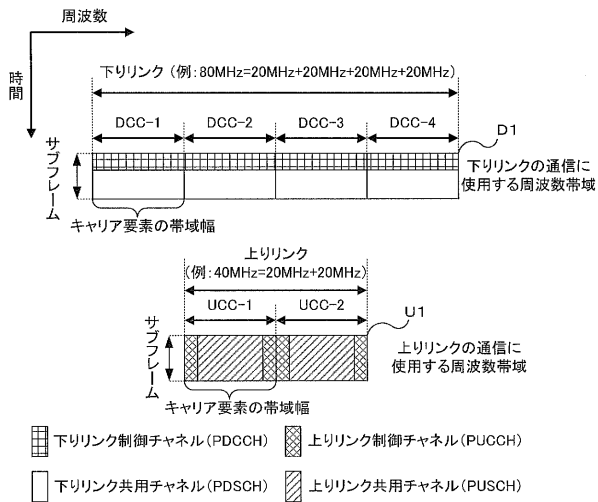 周波数
時間
下りリンク（例：80MHz=20MHz+20MHz+20MHz+20MHz）
DCC-1 DCC-2 DCC-3 DCC-4
D1
サブフレーム
下りリンクの通信に
使用する周波数帯域
キャリア要素の帯域幅
上りリンク
（例：40MHz=20MHz+20MHz）
UCC-1 UCC-2
U1
サブフレーム
上りリンクの通信に
使用する周波数帯域
キャリア要素の帯域幅
下りリンク制御チャネル（PDCCH） 上りリンク制御チャネル（PUCCH）
下りリンク共用チャネル（PDSCH） 上りリンク共用チャネル（PUSCH）